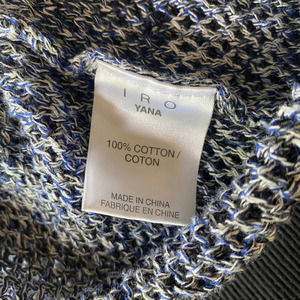 IRO
YANA
100% COTTON /
COTON
MADE IN CHINA
FABRIQUE EN CHINE